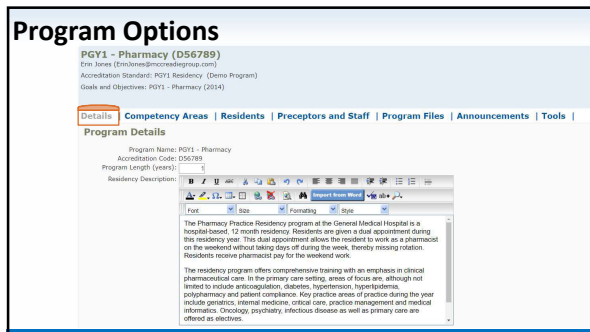 Program Options
PGY1 - Pharmacy (D56789)
Erin Jones (ErinJones@mccreadiegroup.com)
Accreditation Standard: PGY1 Residency (Demo Program)
Goals and Objectives: PGY1 - Pharmacy (2014)
Details | Competency Areas | Residents | Preceptors and Staff | Program Files | Announcements | Tools |
Program Details
Program Name: PGY1 - Pharmacy
Accreditation Code: D56789
Program Length (years): 1
Residency Description:
B I U ABC
Import from Word
Font Size Formatting Style
The Pharmacy Practice Residency program at the General Medical Hospital is a
hospital-based, 12 month residency. Residents are given a dual appointment during
this residency year. This dual appointment allows the resident to work as a pharmacist
on the weekend without taking days off during the week, thereby missing rotation.
Residents receive pharmacist pay for the weekend work.
The residency program offers comprehensive training with an emphasis in clinical
pharmaceutical care. In the primary care setting, areas of focus are, although not
limited to include anticoagulation, diabetes, hypertension, hyperlipidemia,
polypharmacy and patient compliance. Key practice areas of practice during the year
include geriatrics, internal medicine, critical care, practice management and medical
informatics. Oncology, psychiatry, infectious disease as well as primary care are
offered as electives.